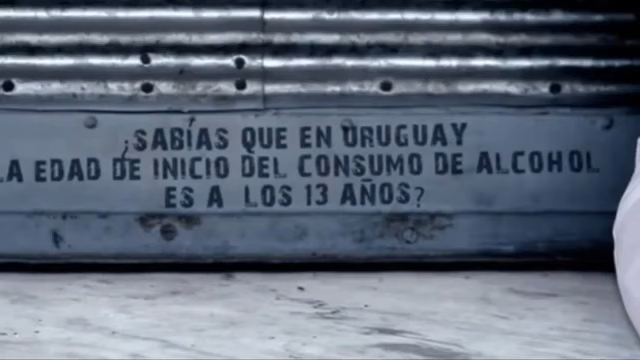 ¿SABÍAS QUE EN URUGUAY
LA EDAD DE INICIO DEL CONSUMO DE ALCOHOL
ES A LOS 13 AÑOS?